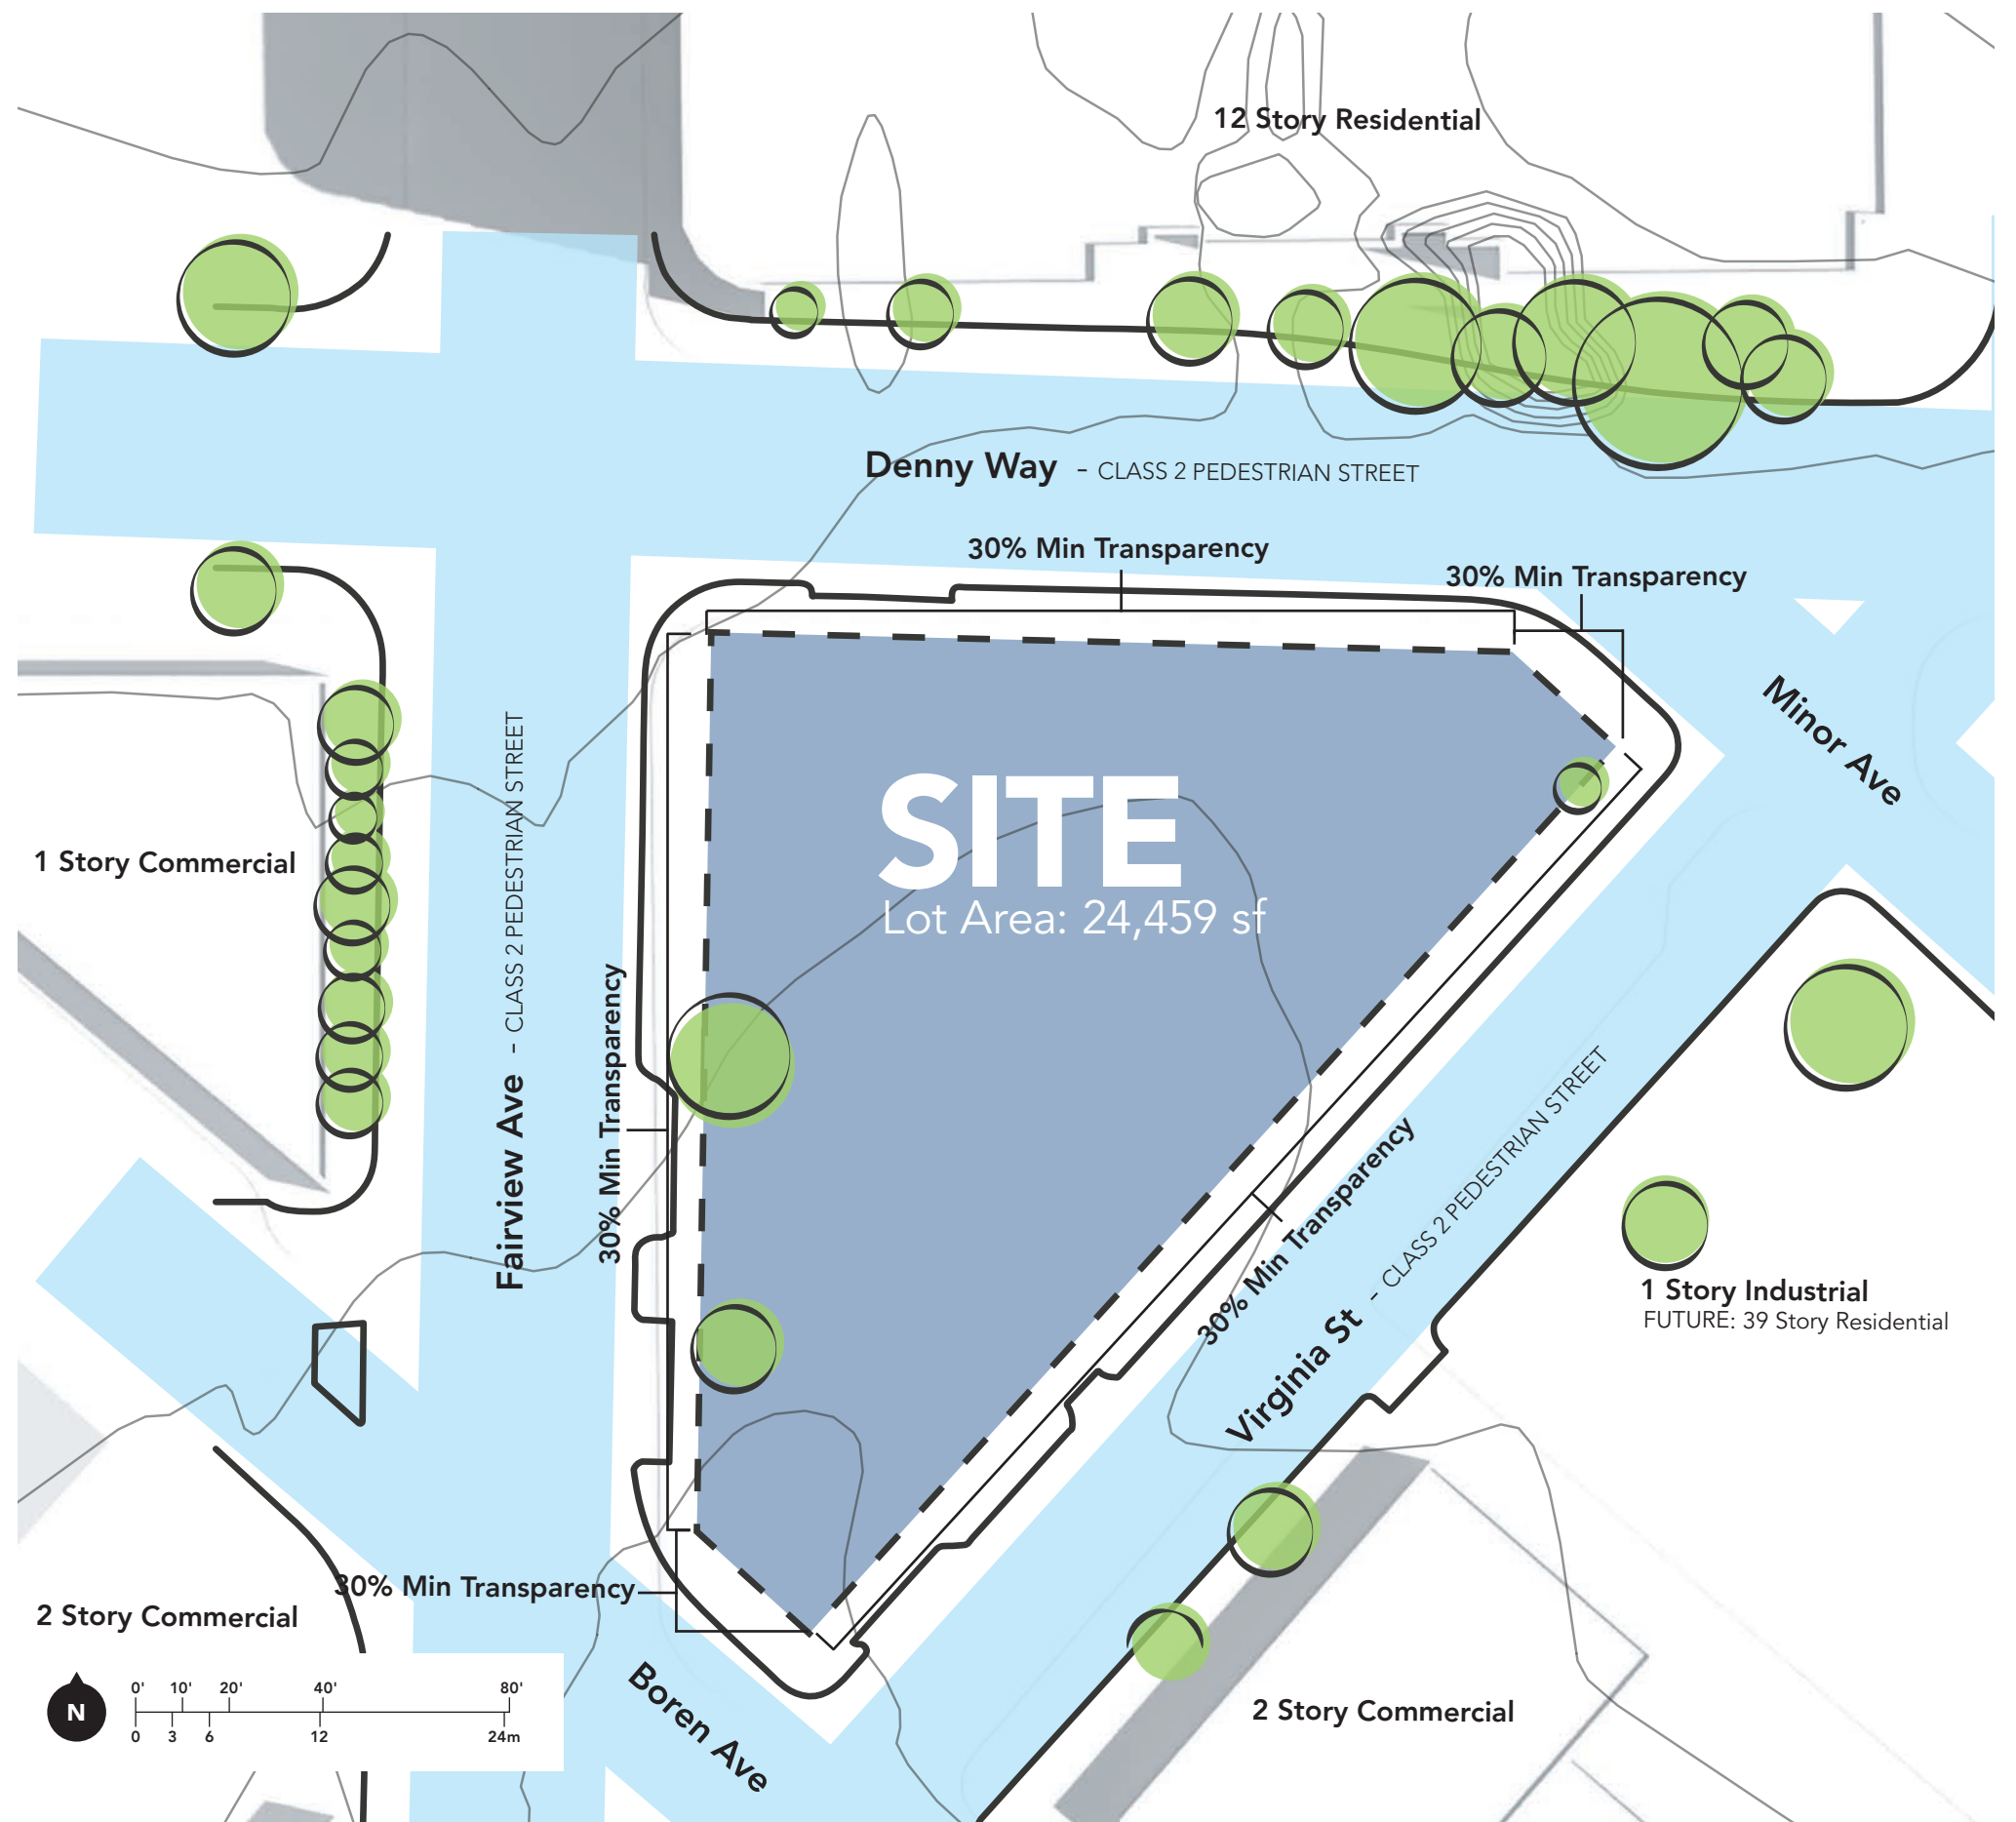 12 Story Residential
Denny Way - CLASS 2 PEDESTRIAN STREET
30% Min Transparency
30% Min Transparency
Minor Ave
SITE
Lot Area: 24,459 sf
1 Story Commercial
Fairview Ave - CLASS 2 PEDESTRIAN STREET
30% Min Transparency
30% Min Transparency
Virginia St - CLASS 2 PEDESTRIAN STREET
1 Story Industrial
FUTURE: 39 Story Residential
30% Min Transparency
2 Story Commercial
Boren Ave
2 Story Commercial
N
0' 10' 20' 40' 80'
0 3 6 12 24m